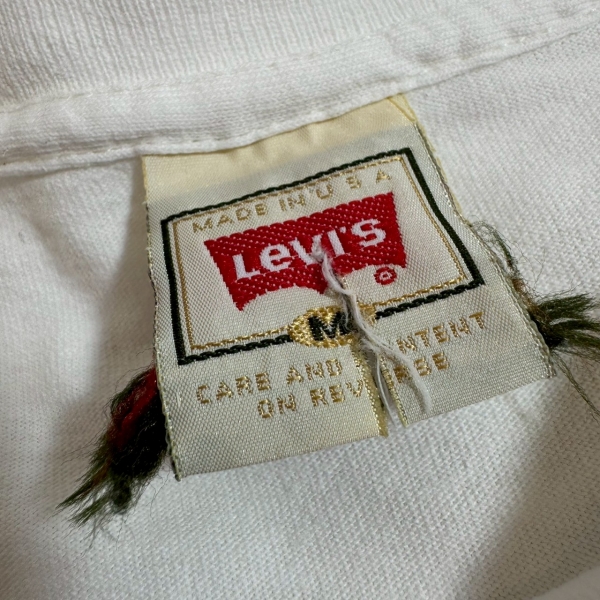 MADE IN U S A
Levi's
®
M
CARE AND CONTENT
ON REVERSE